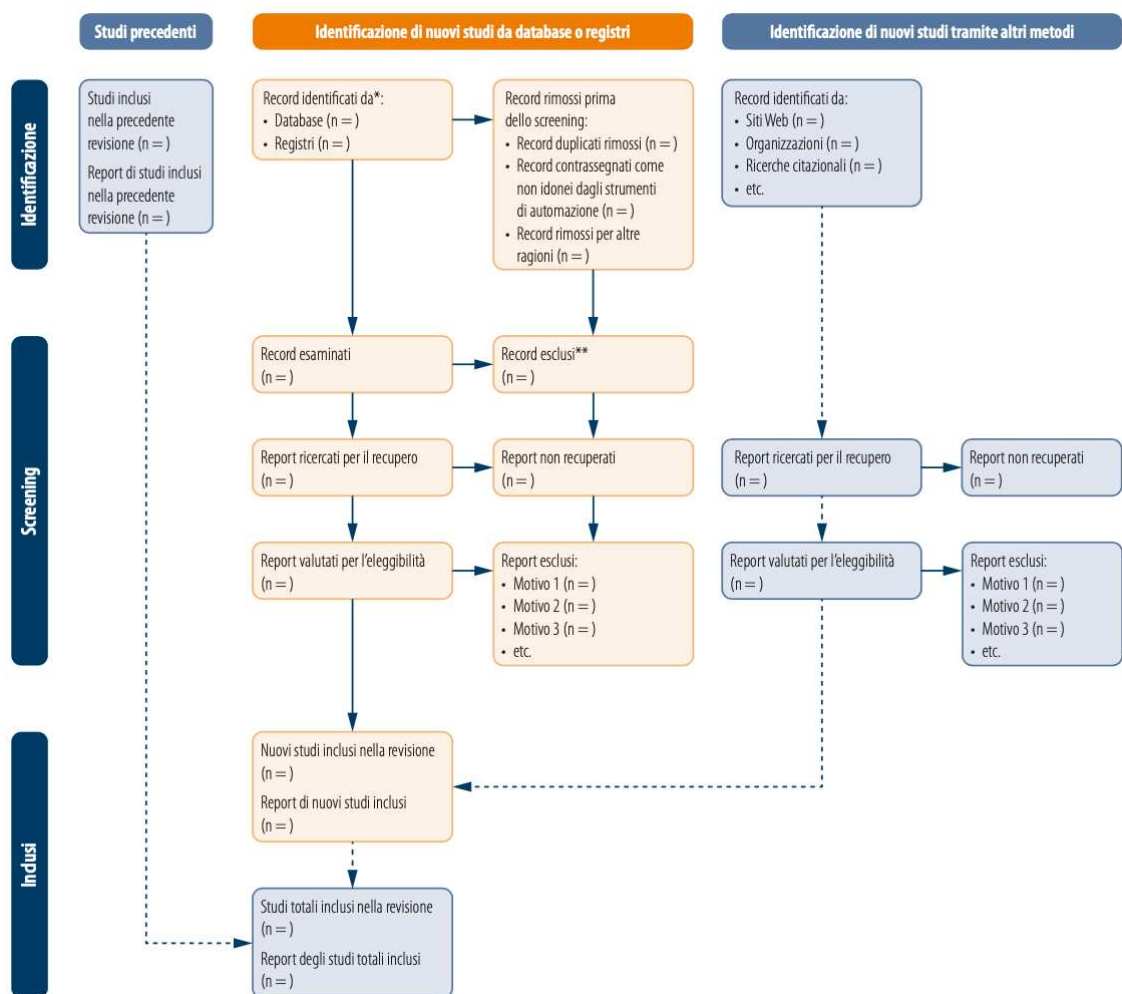 Studi precedenti
Identificazione di nuovi studi da database o registri
Identificazione di nuovi studi tramite altri metodi
Identificazione
Studi inclusi
nella precedente
revisione (n = )
Report di studi inclusi
nella precedente
revisione (n = )
Record identificati da*:
• Database (n = )
• Registri (n = )
Record rimossi prima
dello screening:
• Record duplicati rimossi (n = )
• Record contrassegnati come
non idonei dagli strumenti
di automazione (n = )
• Record rimossi per altre
ragioni (n = )
Record identificati da:
• Siti Web (n = )
• Organizzazioni (n = )
• Ricerche citazionali (n = )
• etc.
Screening
Record esaminati
(n = )
Record esclusi**
(n = )
Report ricercati per il recupero
(n = )
Report non recuperati
(n = )
Report ricercati per il recupero
(n = )
Report non recuperati
(n = )
Report valutati per l'eleggibilità
(n = )
Report esclusi:
• Motivo 1 (n = )
• Motivo 2 (n = )
• Motivo 3 (n = )
• etc.
Report valutati per l'eleggibilità
(n = )
Report esclusi:
• Motivo 1 (n = )
• Motivo 2 (n = )
• Motivo 3 (n = )
• etc.
Inclusi
Nuovi studi inclusi nella revisione
(n = )
Report di nuovi studi inclusi
(n = )
Studi totali inclusi nella revisione
(n = )
Report degli studi totali inclusi
(n = )